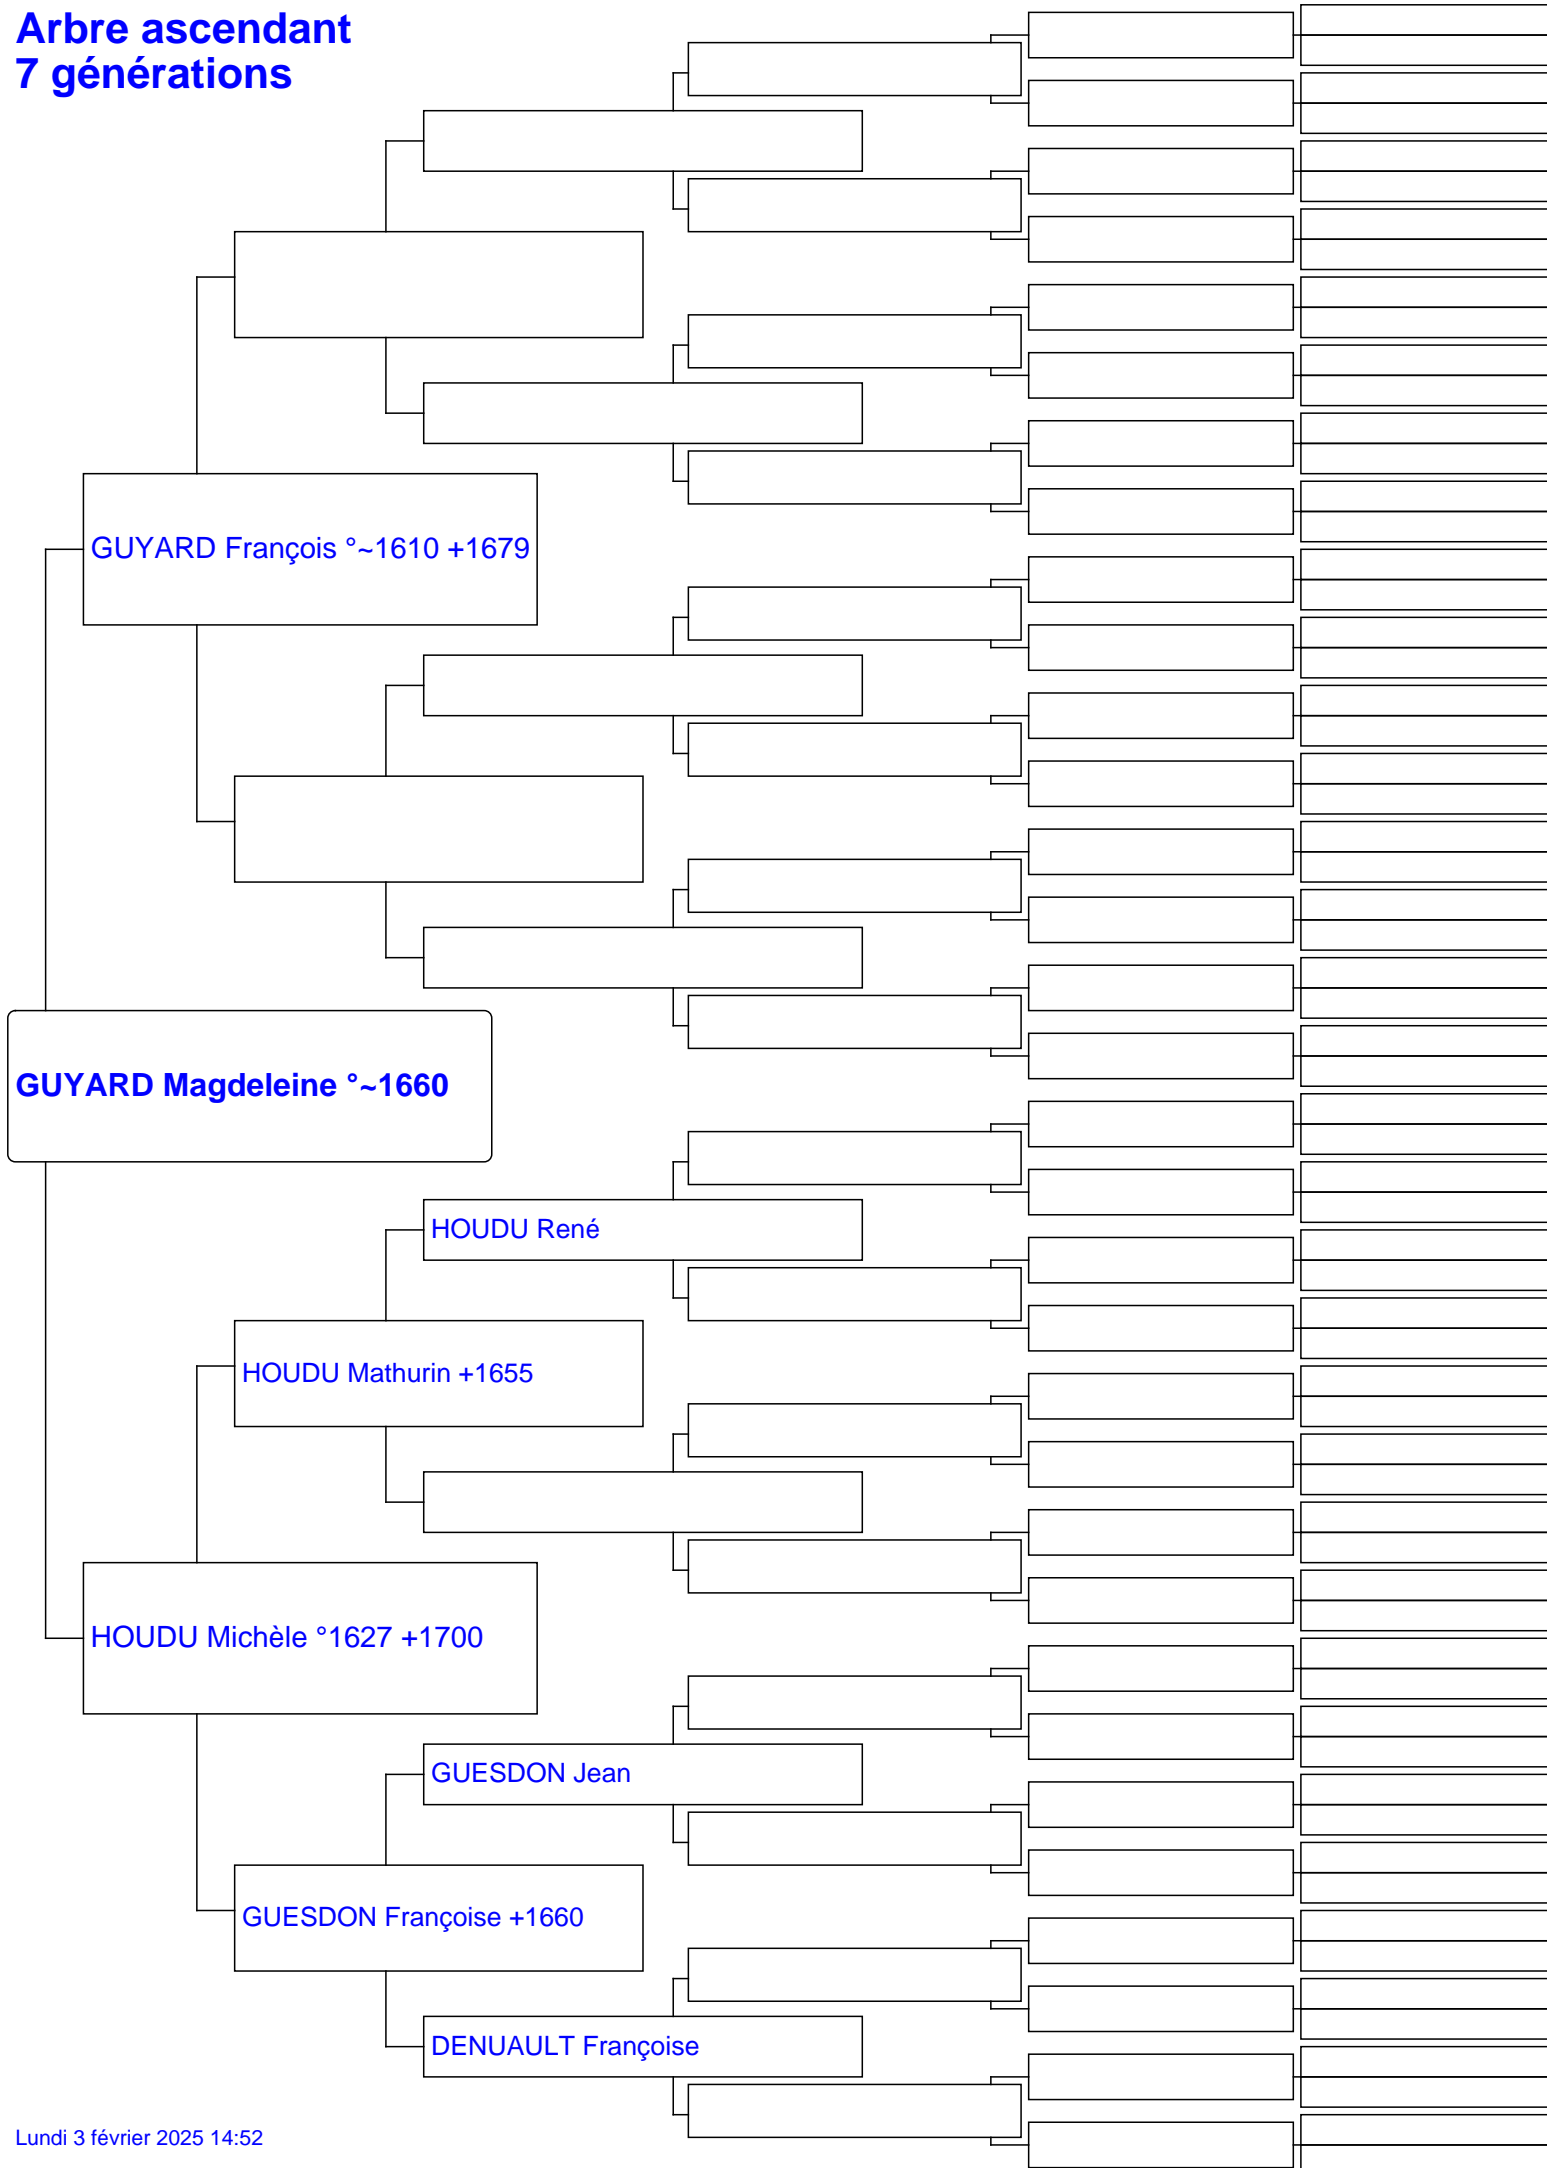 Arbre ascendant
7 générations
GUYARD François °~1610 +1679
GUYARD Magdeleine °~1660
HOUDU René
HOUDU Mathurin +1655
HOUDU Michèle °1627 +1700
GUESDON Jean
GUESDON Françoise +1660
DENUAULT Françoise
Lundi 3 février 2025 14:52